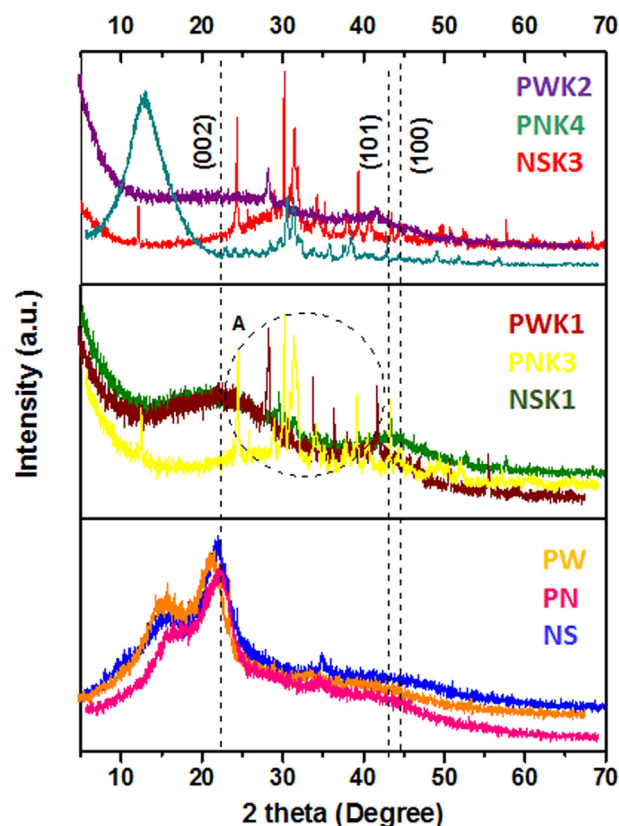 10 20 30 40 50 60 70
PWK2
PNK4
NSK3
(002)
(101)
(100)
A
PWK1
PNK3
NSK1
Intensity (a.u.)
PW
PN
NS
10 20 30 40 50 60 70
2 theta (Degree)